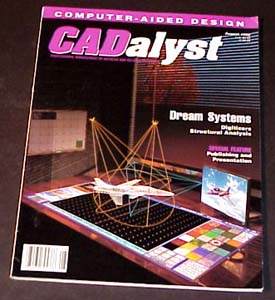 COMPUTER-AIDED DESIGN
CADalyst
Dream Systems
Digitizers
Structural Analysis
SPECIAL FEATURE
Publishing and
Presentation